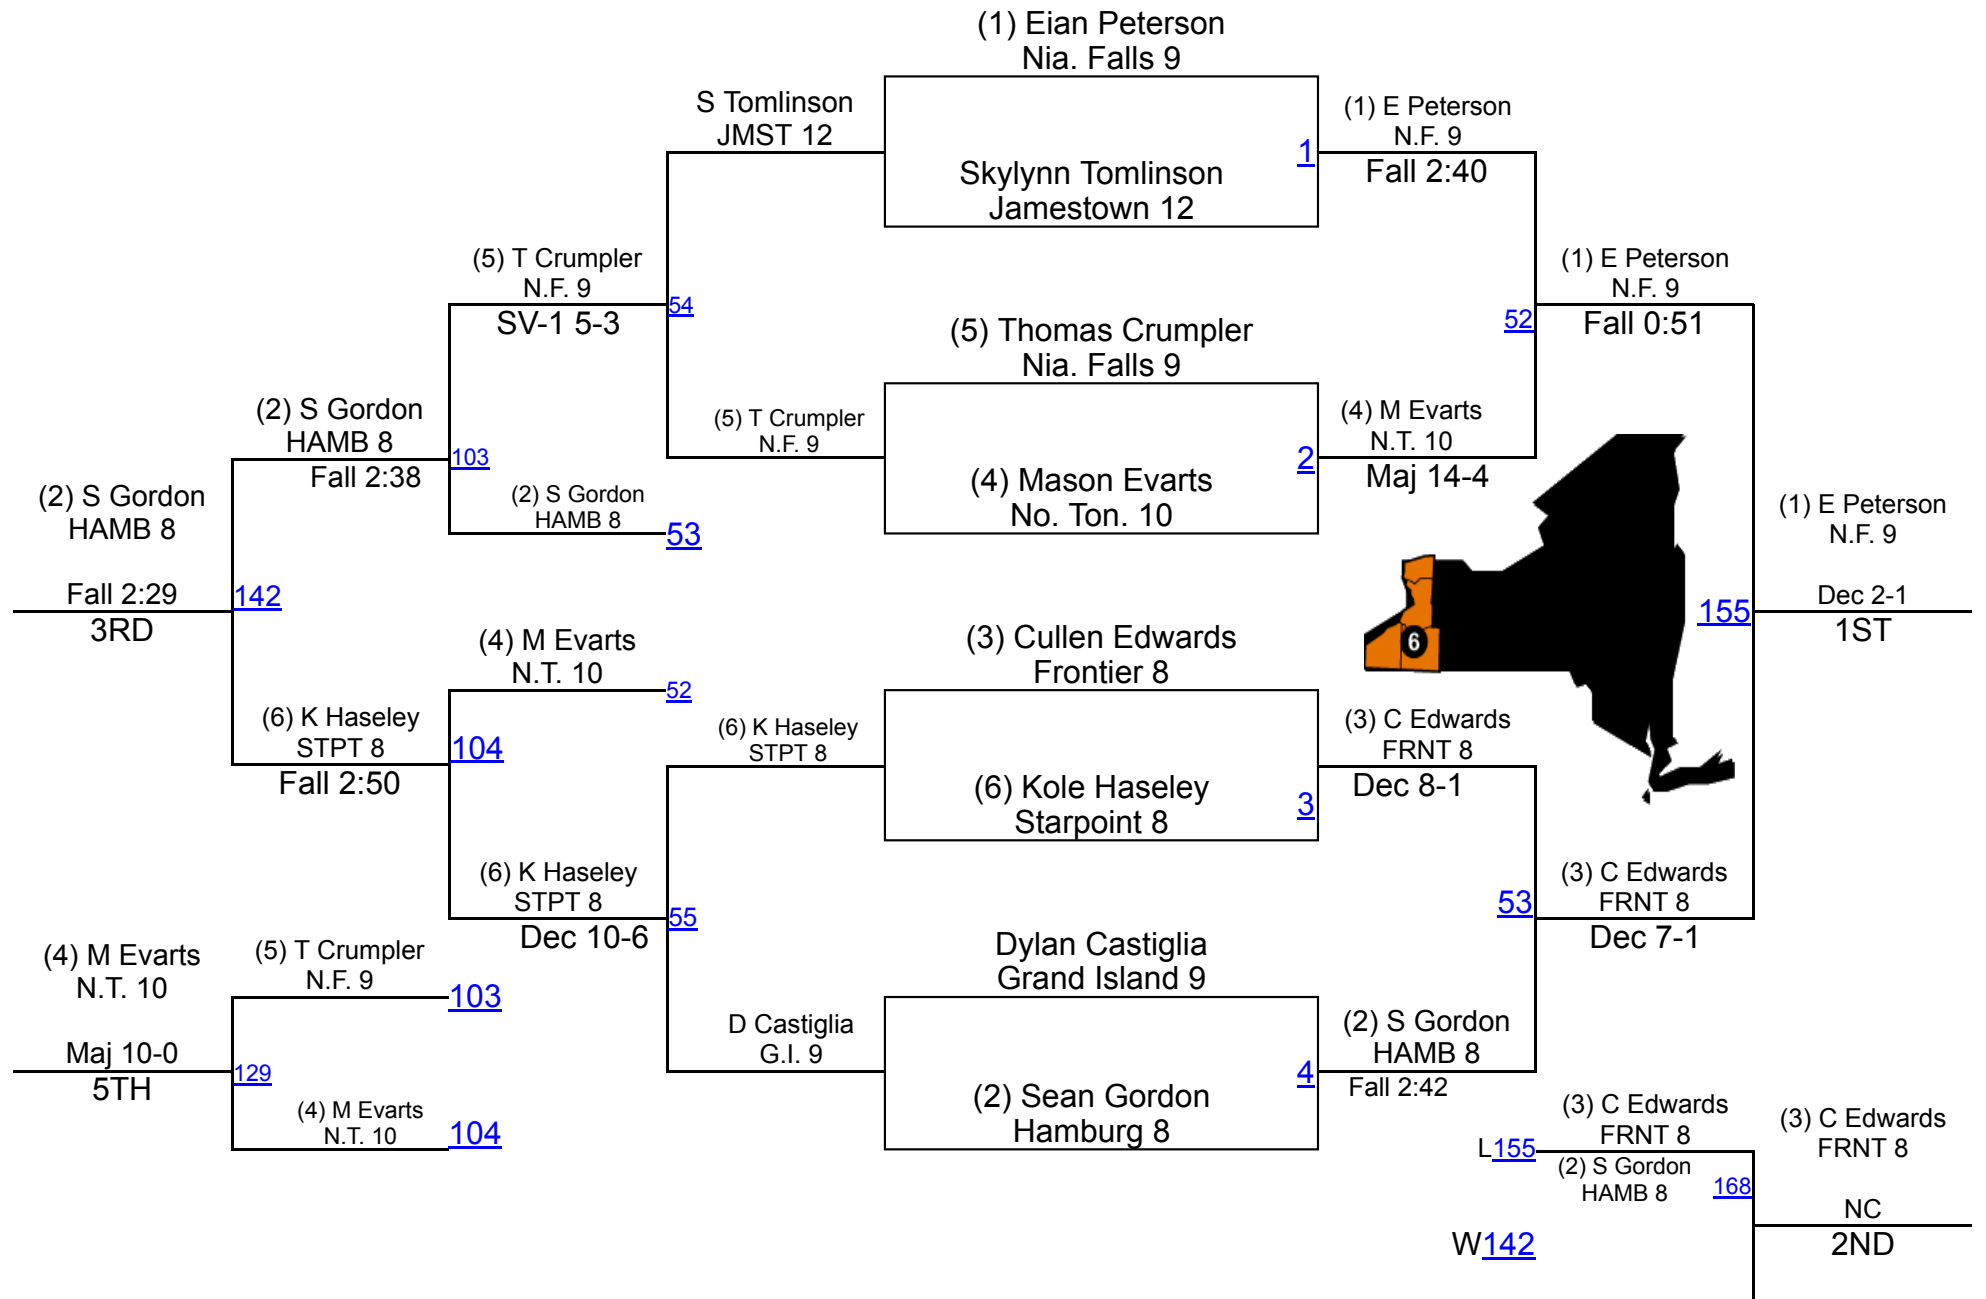 (1) Eian Peterson
Nia. Falls 9
S Tomlinson
JMST 12
(1) E Peterson
N.F. 9
1
Fall 2:40
Skylynn Tomlinson
Jamestown 12
(5) T Crumpler
N.F. 9
54
SV-1 5-3
(1) E Peterson
N.F. 9
52
Fall 0:51
(5) Thomas Crumpler
Nia. Falls 9
(2) S Gordon
HAMB 8
103
Fall 2:38
(5) T Crumpler
N.F. 9
(4) M Evarts
N.T. 10
2
Maj 14-4
(4) Mason Evarts
No. Ton. 10
(2) S Gordon
HAMB 8
53
(2) S Gordon
HAMB 8
Fall 2:29
142
3RD
(1) E Peterson
N.F. 9
155
Dec 2-1
1ST
6
(4) M Evarts
N.T. 10
52
(3) Cullen Edwards
Frontier 8
(6) K Haseley
STPT 8
104
Fall 2:50
(6) K Haseley
STPT 8
(3) C Edwards
FRNT 8
Dec 8-1
(6) Kole Haseley
Starpoint 8
3
(6) K Haseley
STPT 8
55
Dec 10-6
(3) C Edwards
FRNT 8
53
Dec 7-1
Dylan Castiglia
Grand Island 9
(4) M Evarts
N.T. 10
(5) T Crumpler
N.F. 9
103
Maj 10-0
129
5TH
D Castiglia
G.I. 9
(2) S Gordon
HAMB 8
4
Fall 2:42
(2) Sean Gordon
Hamburg 8
(4) M Evarts
N.T. 10
104
(3) C Edwards
FRNT 8
L155
(2) S Gordon
HAMB 8
168
(3) C Edwards
FRNT 8
NC
2ND
W142